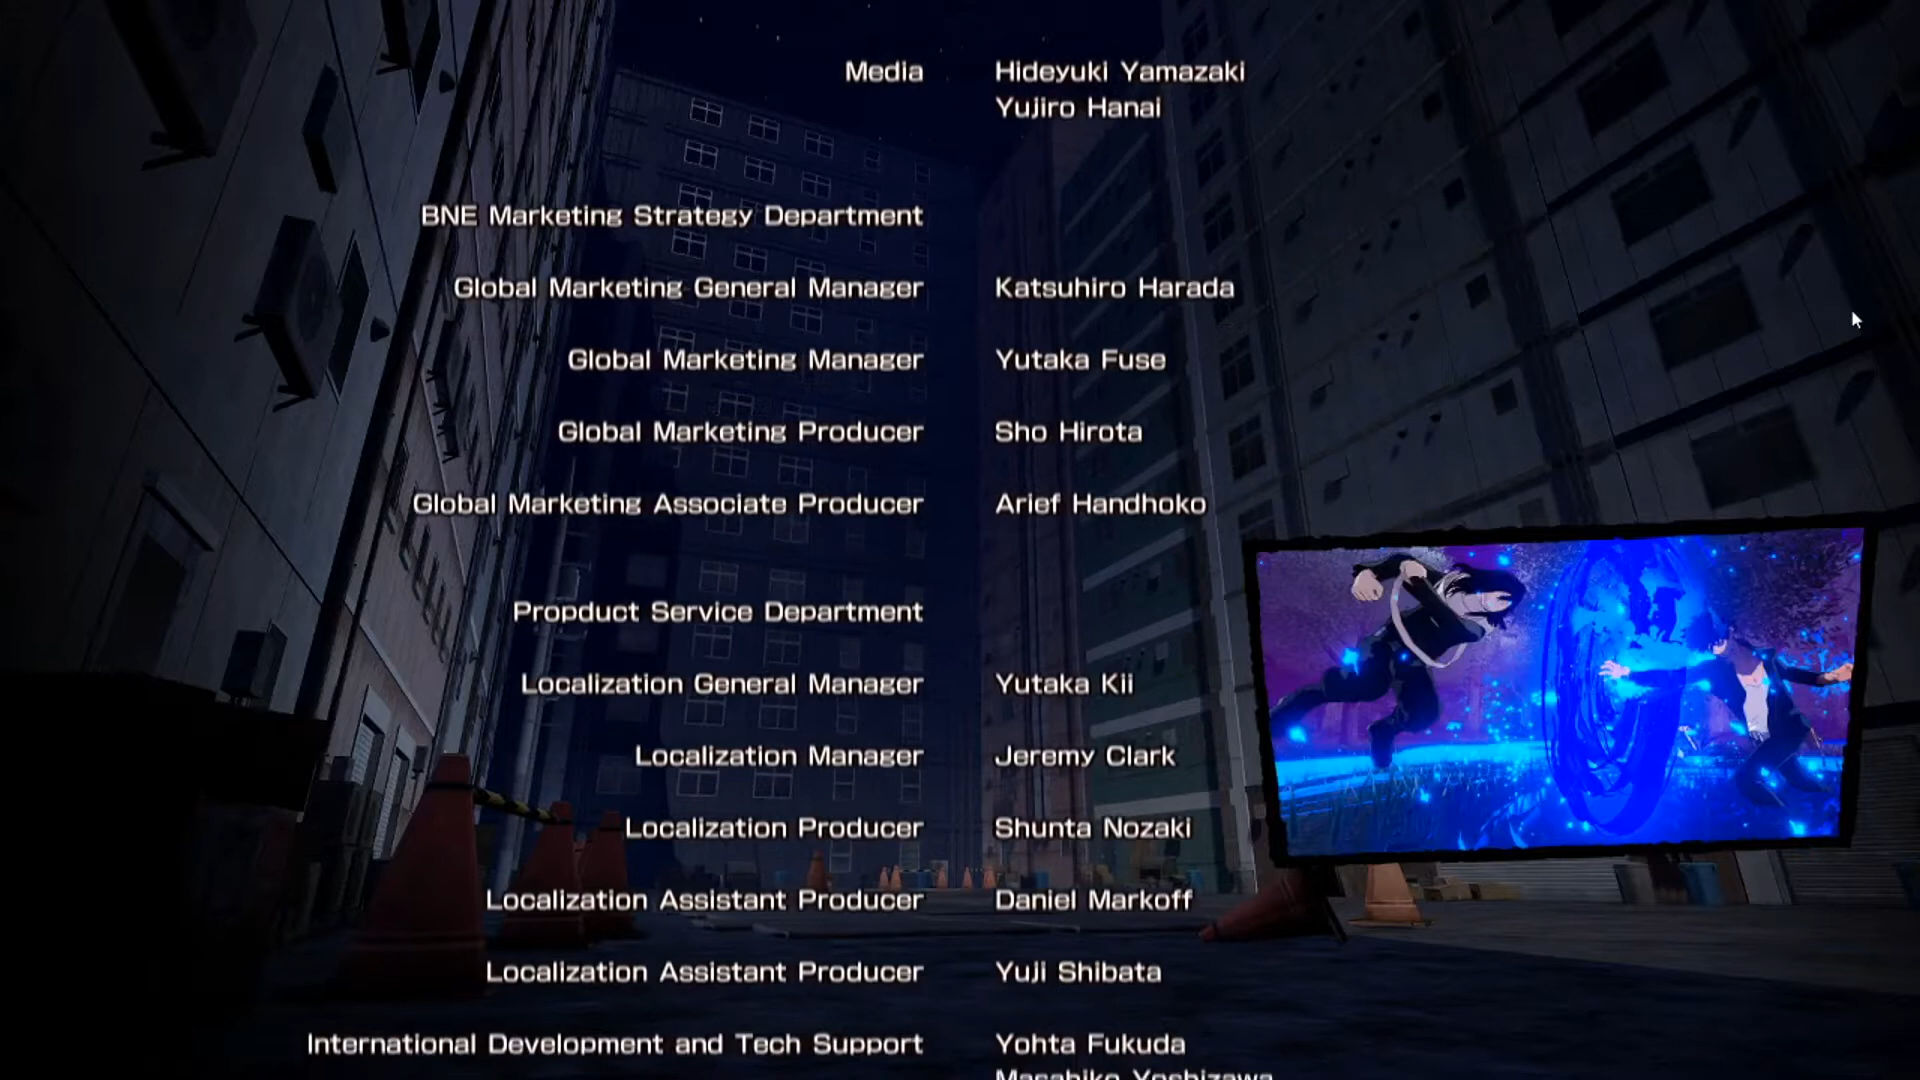 Media Hideyuki Yamazaki
Yujiro Hanai
BNE Marketing Strategy Department
Global Marketing General Manager Katsuhiro Harada
Global Marketing Manager Yutaka Fuse
Global Marketing Producer Sho Hirota
Global Marketing Associate Producer Arief Handhoko
Propduct Service Department
Localization General Manager Yutaka Kii
Localization Manager Jeremy Clark
Localization Producer Shunta Nozaki
Localization Assistant Producer Daniel Markoff
Localization Assistant Producer Yuji Shibata
International Development and Tech Support Yohta Fukuda
Masahiko Yoshizawa